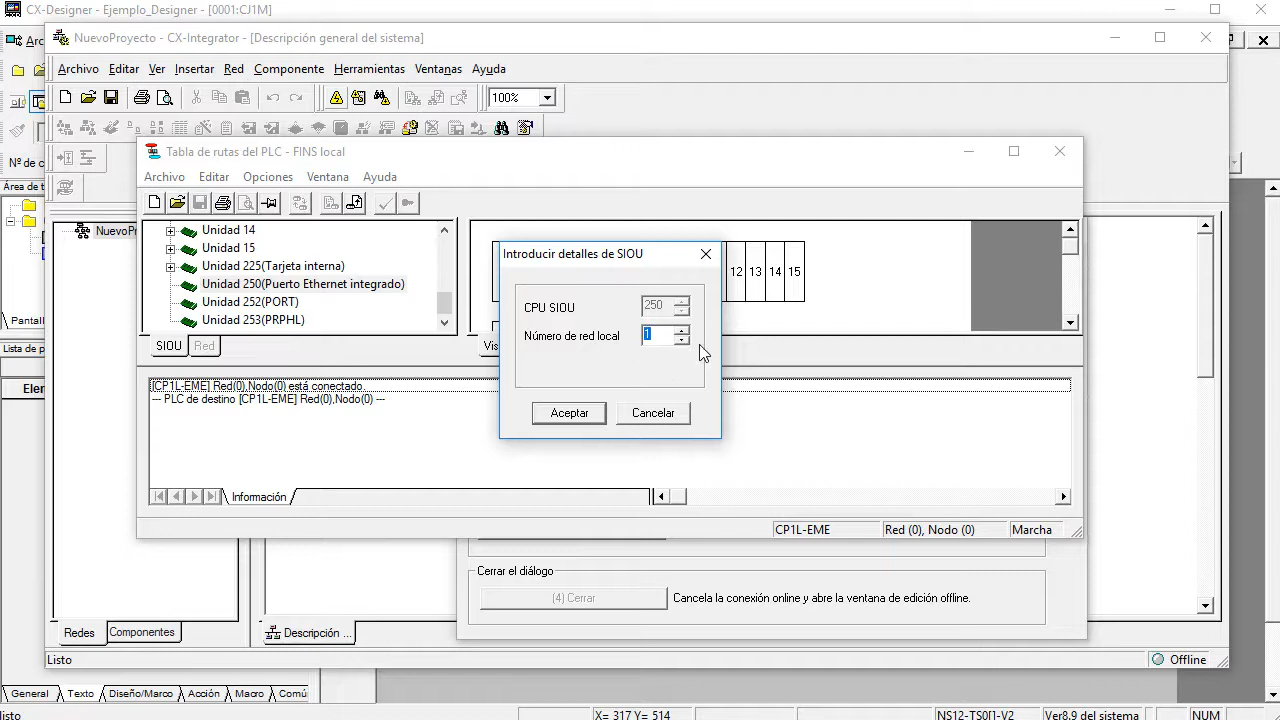 CX-Designer - Ejemplo_Designer - [0001:CJ1M]
NuevoProyecto - CX-Integrator - [Descripción general del sistema]
Archivo Editar Ver Insertar Red Componente Herramientas Ventanas Ayuda
100%
Tabla de rutas del PLC - FINS local
Nº de
Archivo Editar Opciones Ventana Ayuda
Área de t
NuevoProy
Unidad 14
Unidad 15
Unidad 225(Tarjeta interna)
Unidad 250(Puerto Ethernet integrado)
Unidad 252(PORT)
Unidad 253(PRPHL)
12 13 14 15
Introducir detalles de SIOU
CPU SIOU 250
Número de red local 1
Aceptar Cancelar
Pantall
SIOU Red
Vis
Lista de p
Elem
[CP1L-EME] Red(0),Nodo(0) está conectado.
--- PLC de destino [CP1L-EME] Red(0),Nodo(0) ---
Información
CP1L-EME Red (0), Nodo (0) Marcha
Cerrar el diálogo
(4) Cerrar Cancela la conexión online y abre la ventana de edición offline.
Redes Componentes Descripción ...
Listo Offline
General Texto Diseño/Marco Acción Macro Comú
listo X= 317 Y= 514 NS12-TS0[]-V2 Ver8.9 del sistema NUM